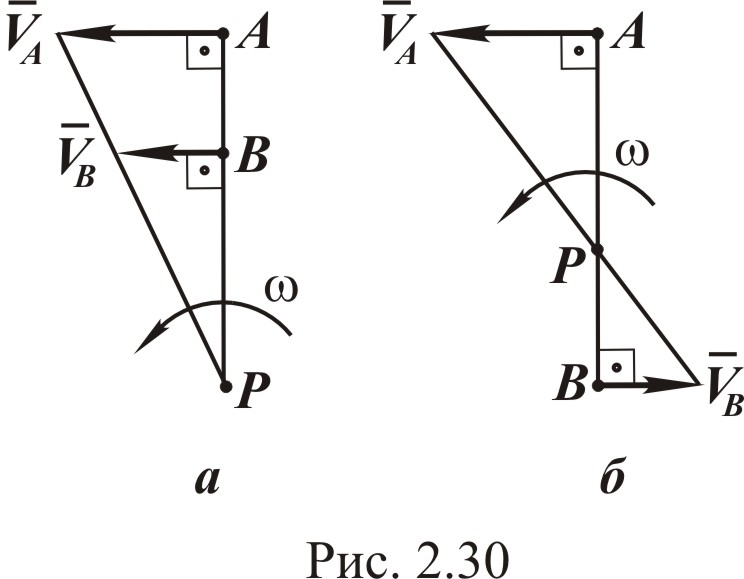 V̅A A V̅A A
V̅B B ω
ω P
P B V̅B
а б
Рис. 2.30